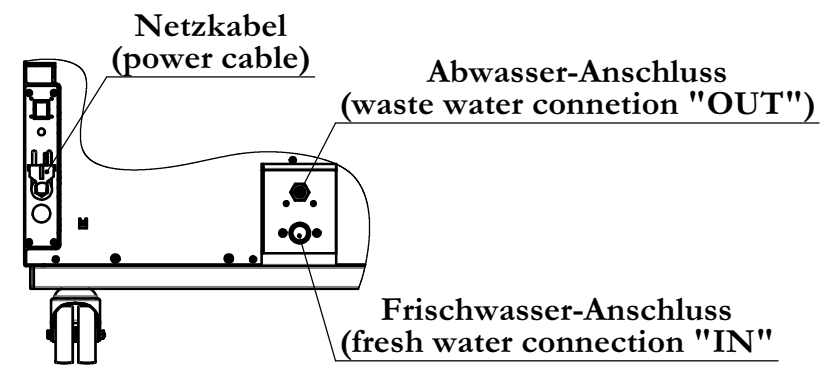 Netzkabel
(power cable)
Abwasser-Anschluss
(waste water connetion "OUT")
Frischwasser-Anschluss
(fresh water connection "IN"